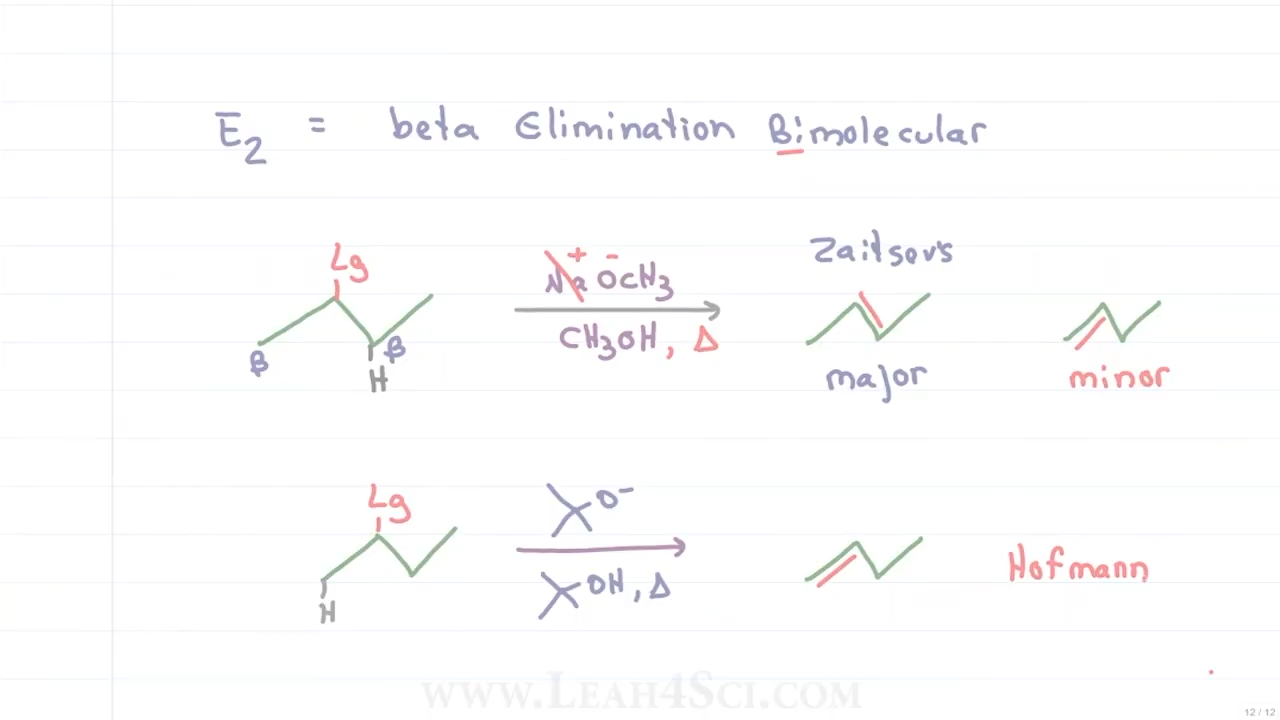 E2 = beta Elimination Bimolecular
Zaitsev's
Lg
Na+ -OCH3
CH3OH, Δ
β
β
H
major
minor
Lg
O-
OH, Δ
H
Hofmann
www.Leah4Sci.com
12 / 12